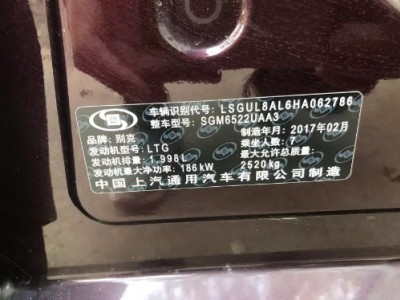 车辆识别代号: LSGUL8AL6HA062786
整车型号: SGM6522UAA3
品牌: 别克 制造年月: 2017年02月
发动机型号: LTG 乘坐人数: 7
发动机排量: 1.998L 最大允许总质量:
发动机最大净功率: 186kW 2520kg
中国上汽通用汽车有限公司制造